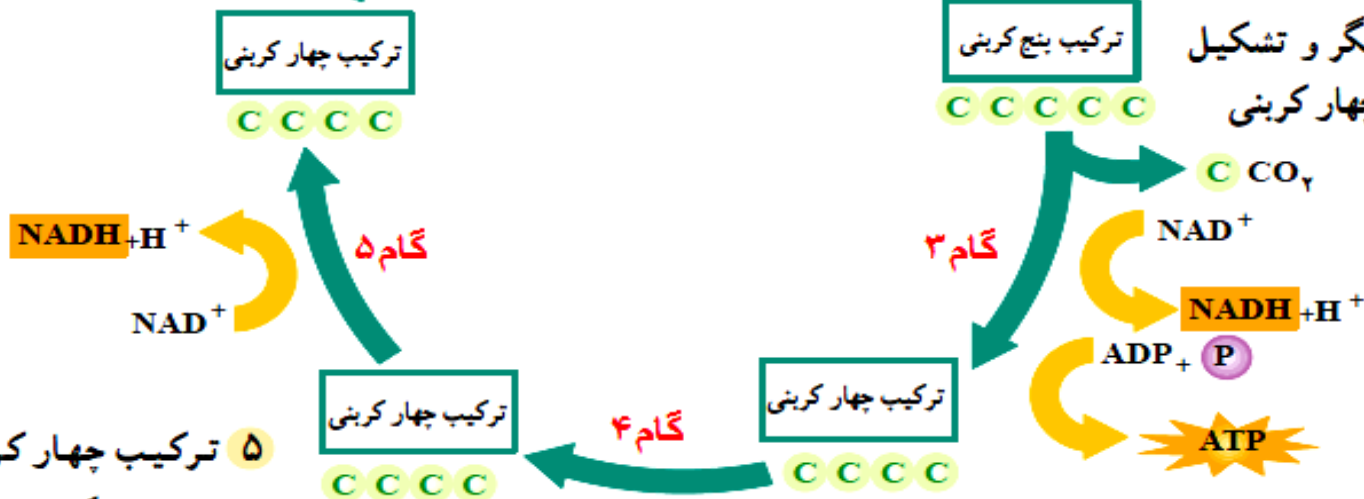 ترکیب پنج کربنی
C C C C C
ترکیب چهار کربنی
C C C C
گر و تشکیل
چهار کربنی
C CO۲
NAD+
NADH+H+
ADP+ P
ATP
گام۳
ترکیب چهار کربنی
C C C C
گام۴
ترکیب چهار کربنی
C C C C
گام۵
NADH+H+
NAD+
۵ ترکیب چهار کر